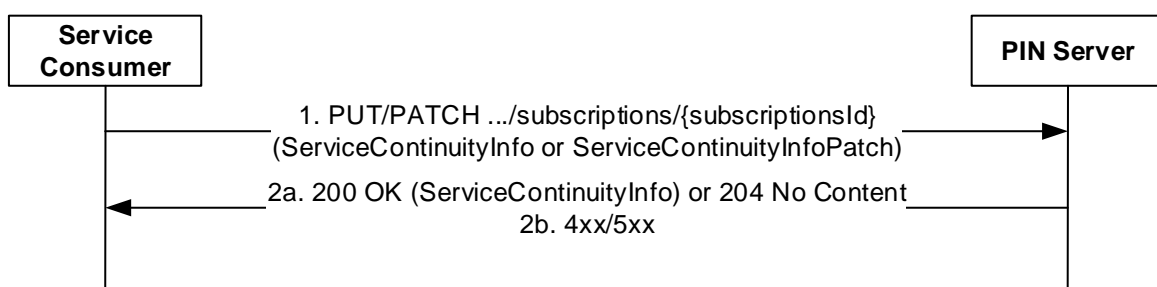 Service
Consumer
PIN Server
1. PUT/PATCH .../subscriptions/{subscriptionsId}
(ServiceContinuityInfo or ServiceContinuityInfoPatch)
2a. 200 OK (ServiceContinuityInfo) or 204 No Content
2b. 4xx/5xx